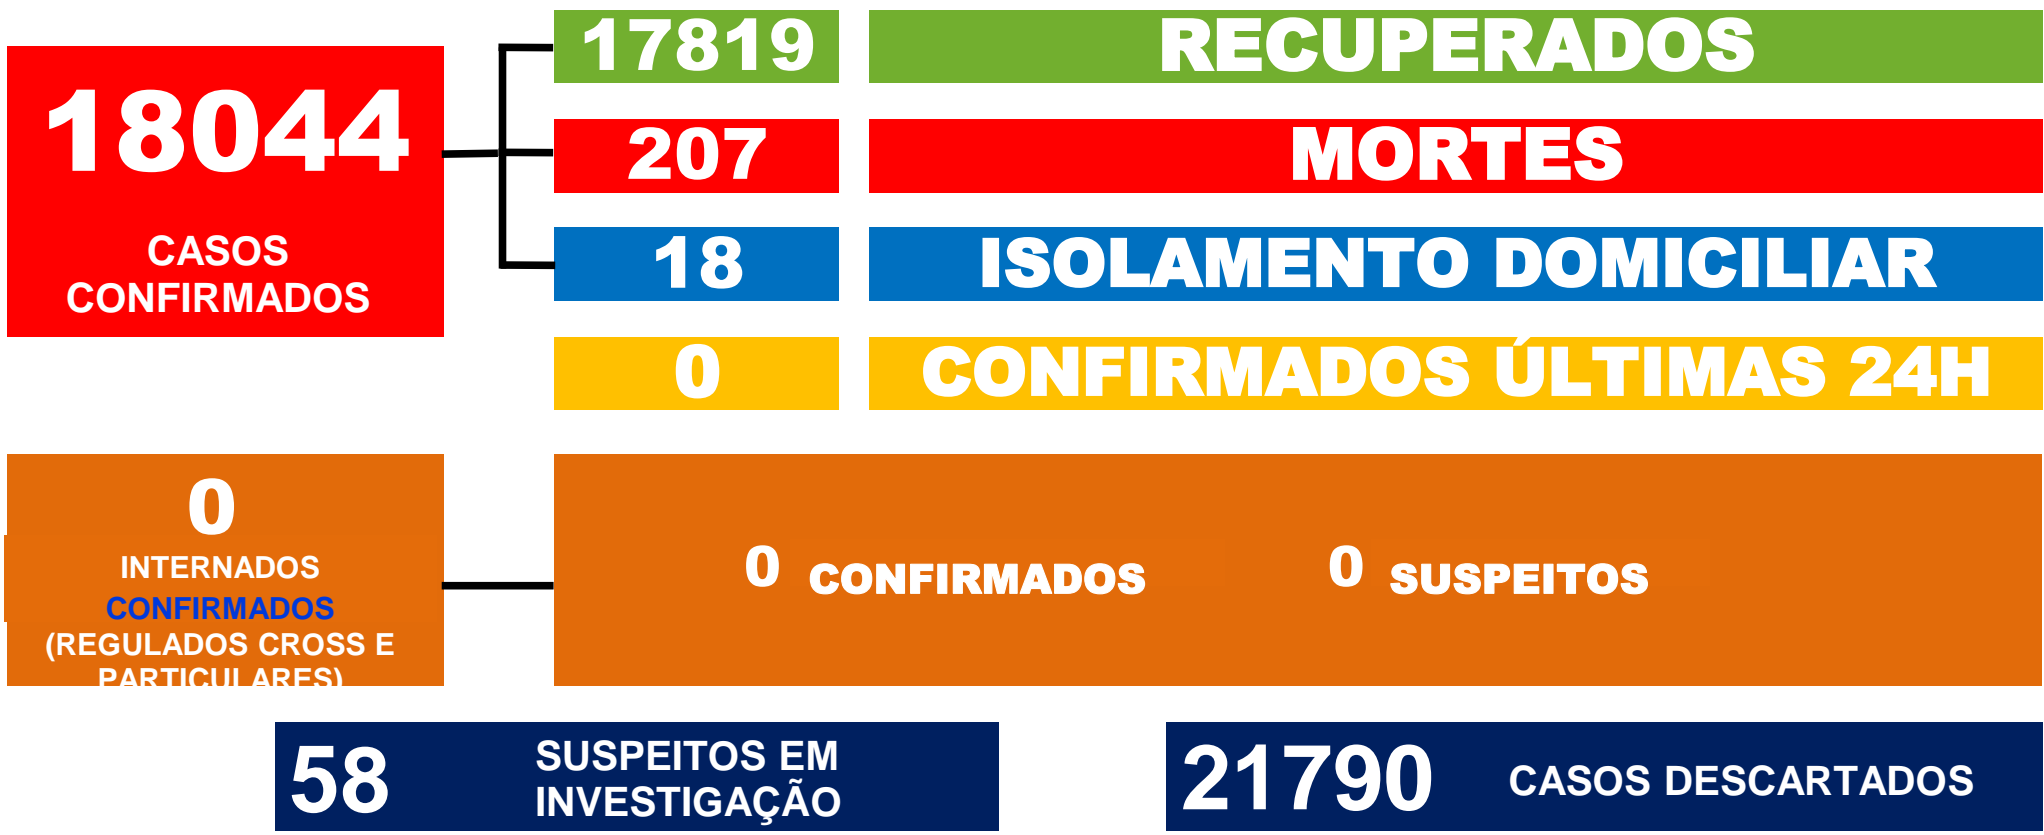 18044
CASOS
CONFIRMADOS
17819 RECUPERADOS
207 MORTES
18 ISOLAMENTO DOMICILIAR
0 CONFIRMADOS ÚLTIMAS 24H
0
INTERNADOS
CONFIRMADOS
(REGULADOS CROSS E
PARTICULARES)
0 CONFIRMADOS 0 SUSPEITOS
58 SUSPEITOS EM
INVESTIGAÇÃO
21790 CASOS DESCARTADOS